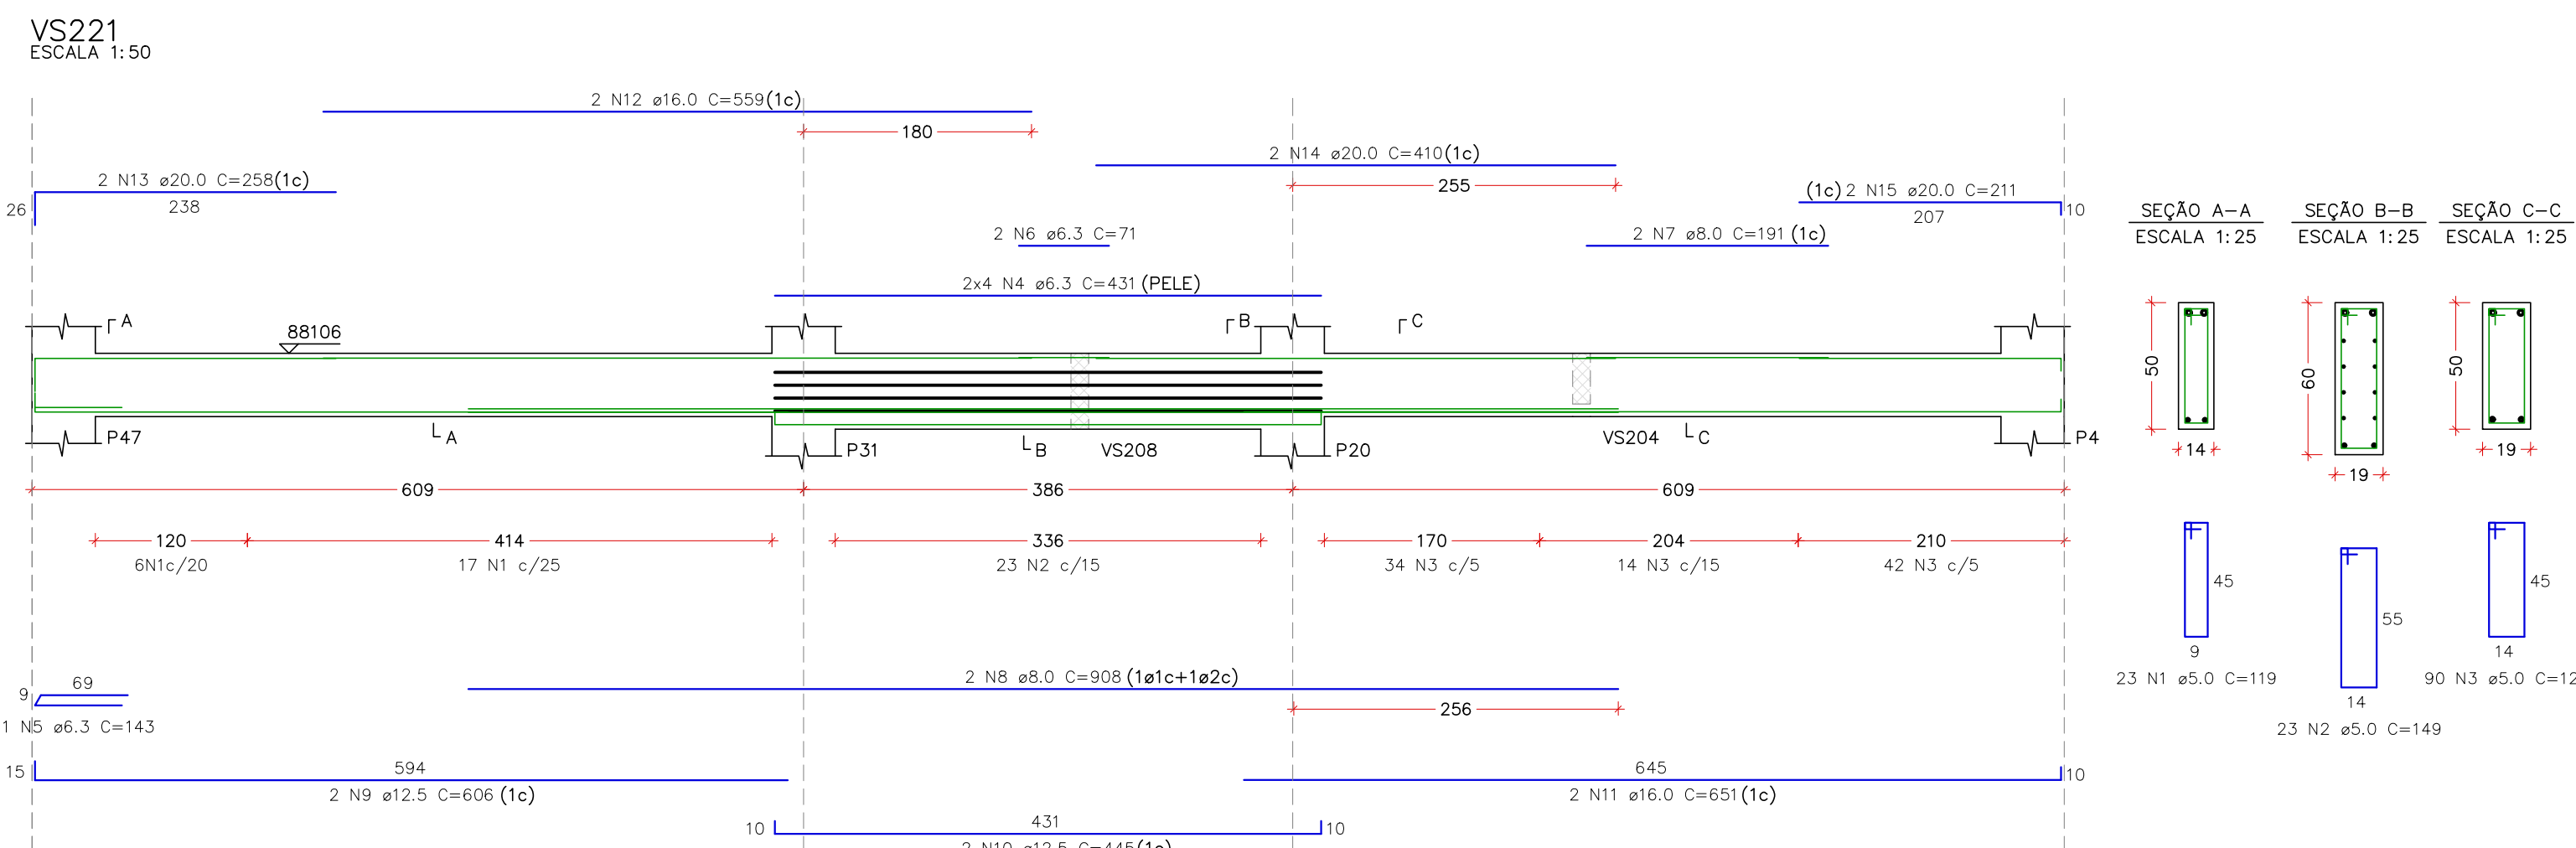 VS221
ESCALA 1:50
2 N12 ø16.0 C=559(1c)
180
2 N14 ø20.0 C=410(1c)
255
2 N13 ø20.0 C=258(1c)
26
238
(1c) 2 N15 ø20.0 C=211
10
207
2 N6 ø6.3 C=71
2 N7 ø8.0 C=191 (1c)
2x4 N4 ø6.3 C=431 (PELE)
SEÇÃO A-A
ESCALA 1:25
SEÇÃO B-B
ESCALA 1:25
SEÇÃO C-C
ESCALA 1:25
A
B
C
88106
P47
A
P31
B
VS208
P20
VS204
C
P4
50
14
60
19
50
19
609
386
609
120
414
336
170
204
210
6N1c/20
17 N1 c/25
23 N2 c/15
34 N3 c/5
14 N3 c/15
42 N3 c/5
45
9
23 N1 ø5.0 C=119
55
14
23 N2 ø5.0 C=149
45
14
90 N3 ø5.0 C=12
69
9
1 N5 ø6.3 C=143
2 N8 ø8.0 C=908 (1ø1c+1ø2c)
256
15
594
2 N9 ø12.5 C=606 (1c)
645
10
2 N11 ø16.0 C=651(1c)
10
431
10
2 N10 ø12.5 C=445(1c)